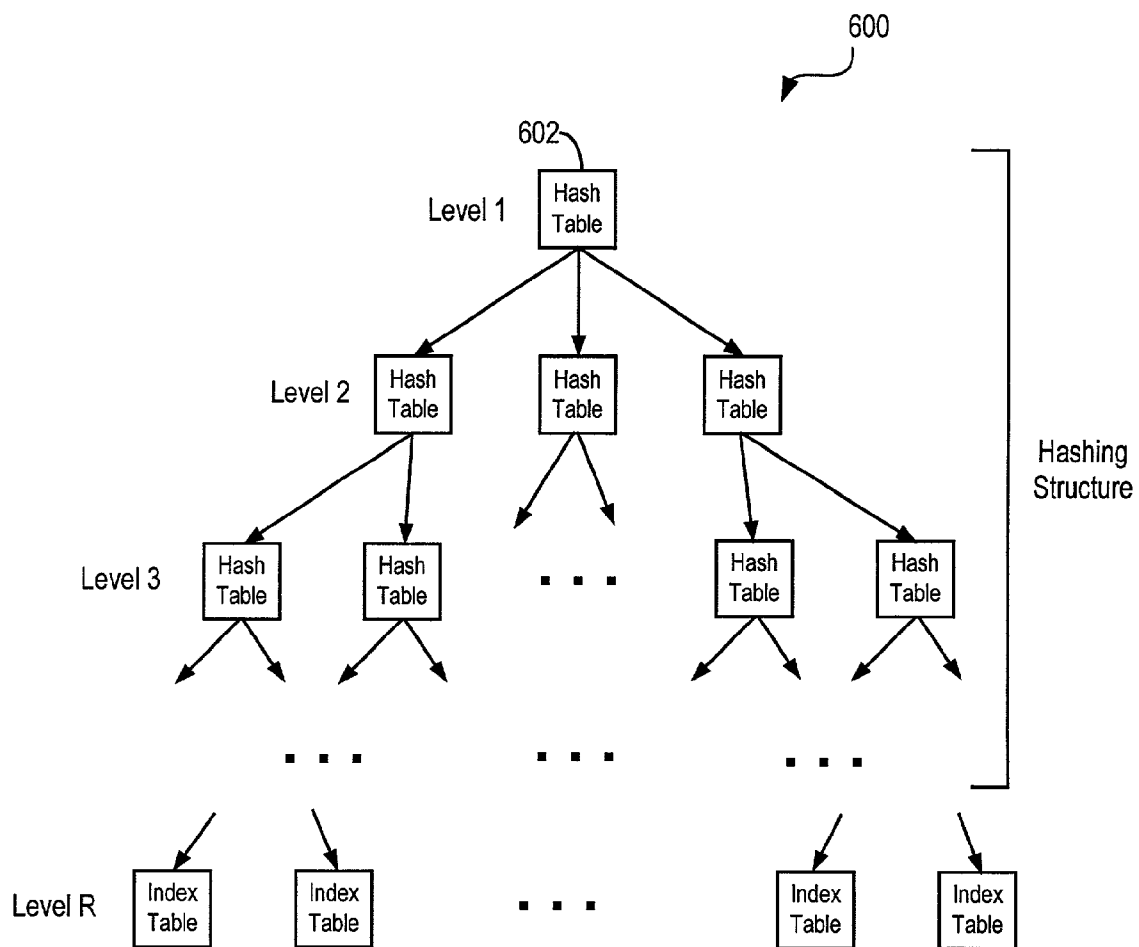 600
602
Hash
Table
Level 1
Level 2
Hash
Table
Hash
Table
Hash
Table
Hashing
Structure
Level 3
Hash
Table
Hash
Table
Hash
Table
Hash
Table
Level R
Index
Table
Index
Table
Index
Table
Index
Table